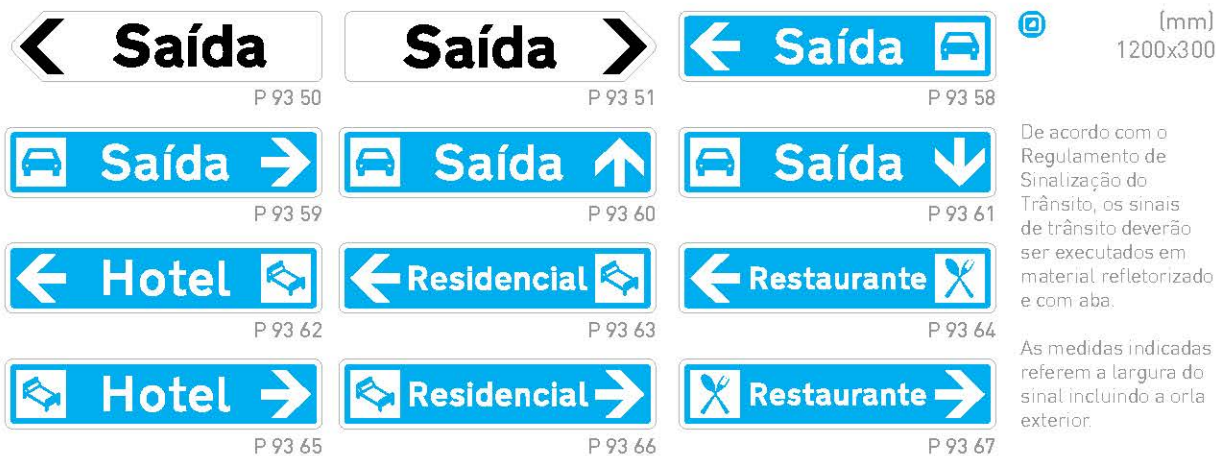 Saída
P 93 50
Saída
P 93 51
Saída
P 93 58
(mm)
1200x300
Saída
P 93 59
Saída
P 93 60
Saída
P 93 61
Hotel
P 93 62
Residencial
P 93 63
Restaurante
P 93 64
Hotel
P 93 65
Residencial
P 93 66
Restaurante
P 93 67
De acordo com o
Regulamento de
Sinalização do
Trânsito, os sinais
de trânsito deverão
ser executados em
material refletorizado
e com aba.
As medidas indicadas
referem a largura do
sinal incluindo a orla
exterior.